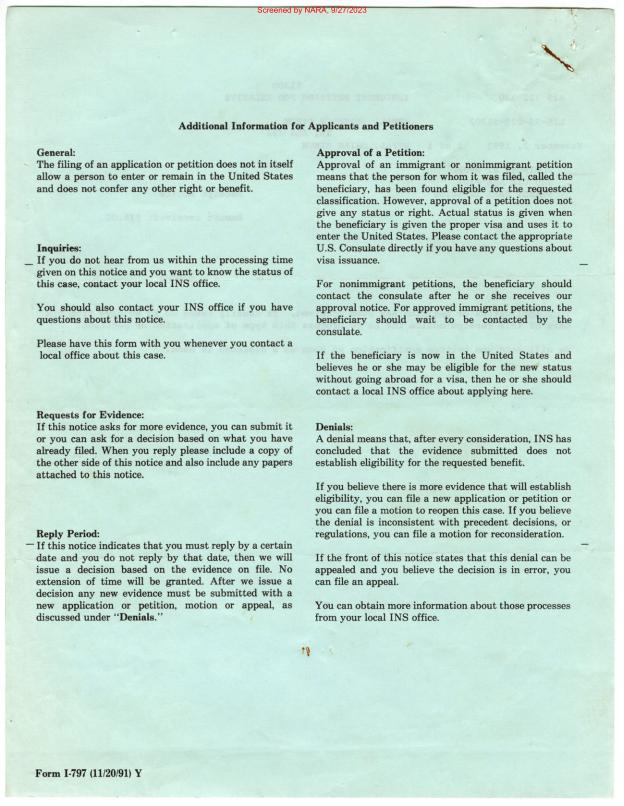 Screened by NARA, 9/27/2023
Additional Information for Applicants and Petitioners
General:
The filing of an application or petition does not in itself
allow a person to enter or remain in the United States
and does not confer any other right or benefit.
Inquiries:
If you do not hear from us within the processing time
given on this notice and you want to know the status of
this case, contact your local INS office.
You should also contact your INS office if you have
questions about this notice.
Please have this form with you whenever you contact a
local office about this case.
Requests for Evidence:
If this notice asks for more evidence, you can submit it
or you can ask for a decision based on what you have
already filed. When you reply please include a copy of
the other side of this notice and also include any papers
attached to this notice.
Reply Period:
If this notice indicates that you must reply by a certain
date and you do not reply by that date, then we will
issue a decision based on the evidence on file. No
extension of time will be granted. After we issue a
decision any new evidence must be submitted with a
new application or petition, motion or appeal, as
discussed under "Denials."
Approval of a Petition:
Approval of an immigrant or nonimmigrant petition
means that the person for whom it was filed, called the
beneficiary, has been found eligible for the requested
classification. However, approval of a petition does not
give any status or right. Actual status is given when
the beneficiary is given the proper visa and uses it to
enter the United States. Please contact the appropriate
U.S. Consulate directly if you have any questions about
visa issuance.
For nonimmigrant petitions, the beneficiary should
contact the consulate after he or she receives our
approval notice. For approved immigrant petitions, the
beneficiary should wait to be contacted by the
consulate.
If the beneficiary is now in the United States and
believes he or she may be eligible for the new status
without going abroad for a visa, then he or she should
contact a local INS office about applying here.
Denials:
A denial means that, after every consideration, INS has
concluded that the evidence submitted does not
establish eligibility for the requested benefit.
If you believe there is more evidence that will establish
eligibility, you can file a new application or petition or
you can file a motion to reopen this case. If you believe
the denial is inconsistent with precedent decisions, or
regulations, you can file a motion for reconsideration.
If the front of this notice states that this denial can be
appealed and you believe the decision is in error, you
can file an appeal.
You can obtain more information about those processes
from your local INS office.
Form I-797 (11/20/91) Y